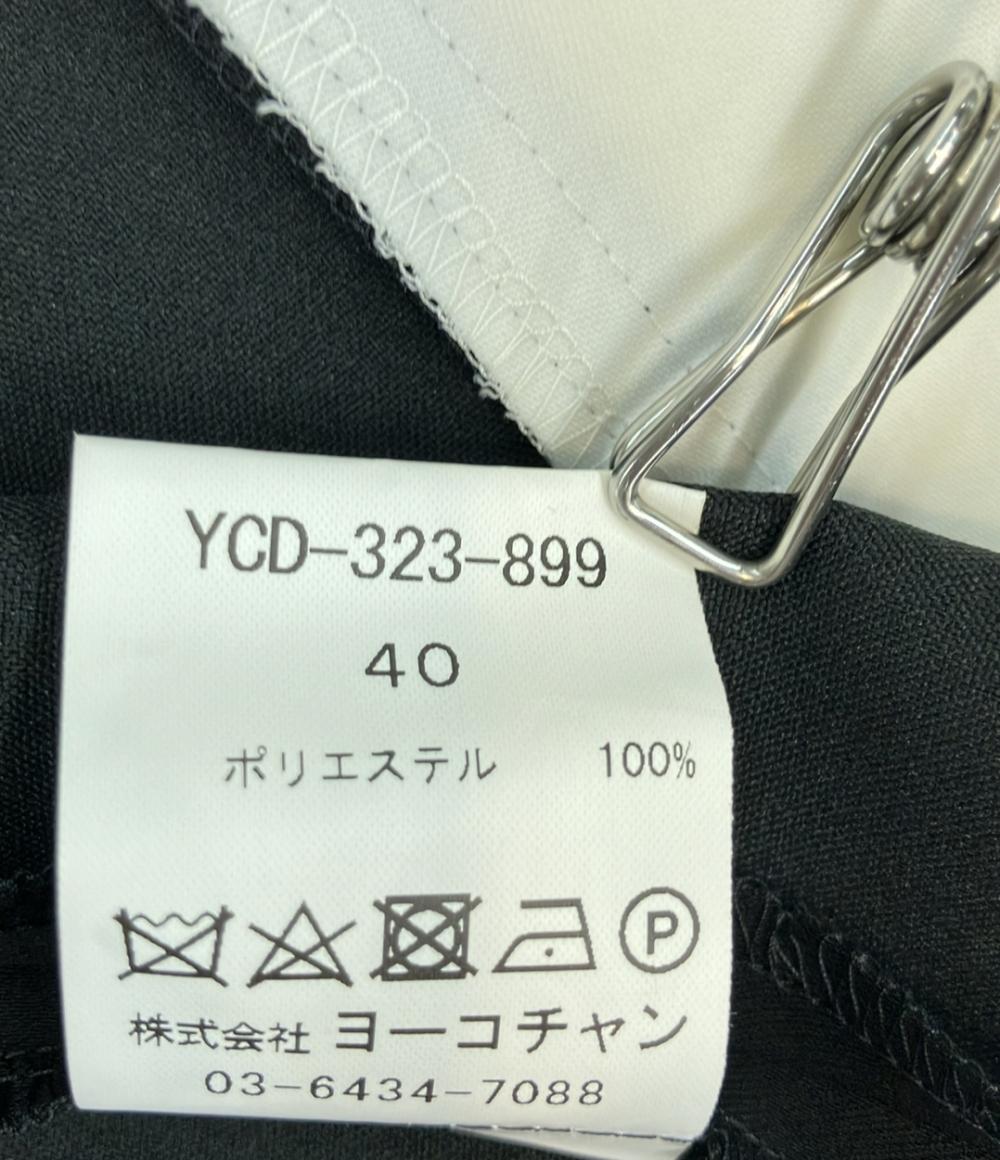 YCD-323-899
40
ポリエステル 100%
P
株式会社 ヨーコチャン
03-6434-7088